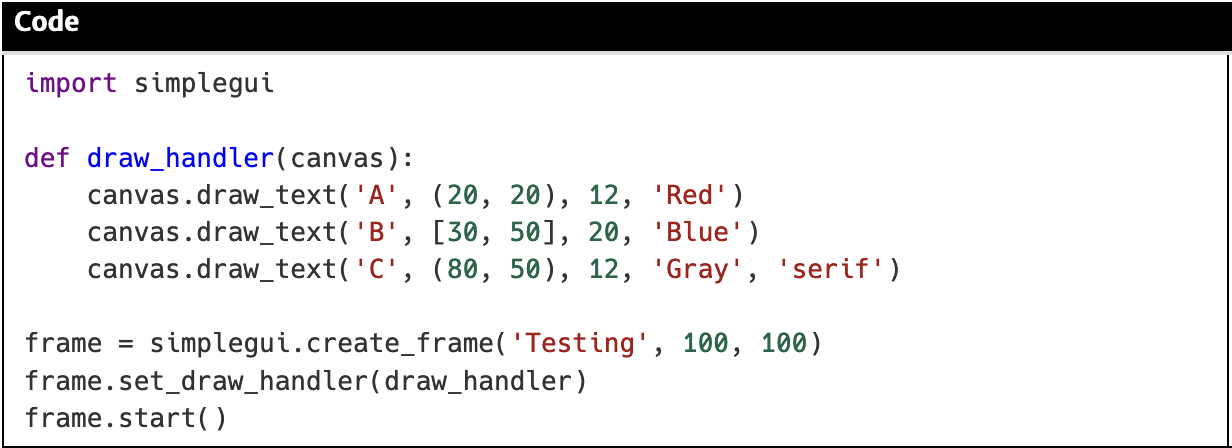 Code
import simplegui
def draw_handler(canvas):
    canvas.draw_text('A', (20, 20), 12, 'Red')
    canvas.draw_text('B', [30, 50], 20, 'Blue')
    canvas.draw_text('C', (80, 50), 12, 'Gray', 'serif')
frame = simplegui.create_frame('Testing', 100, 100)
frame.set_draw_handler(draw_handler)
frame.start()